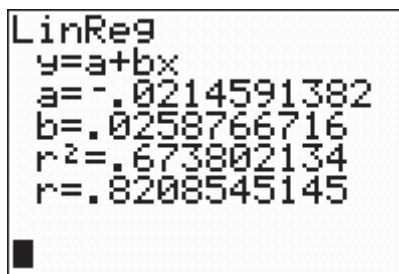 LinReg
y=a+bx
a=-.0214591382
b=.0258766716
r²=.673802134
r=.8208545145